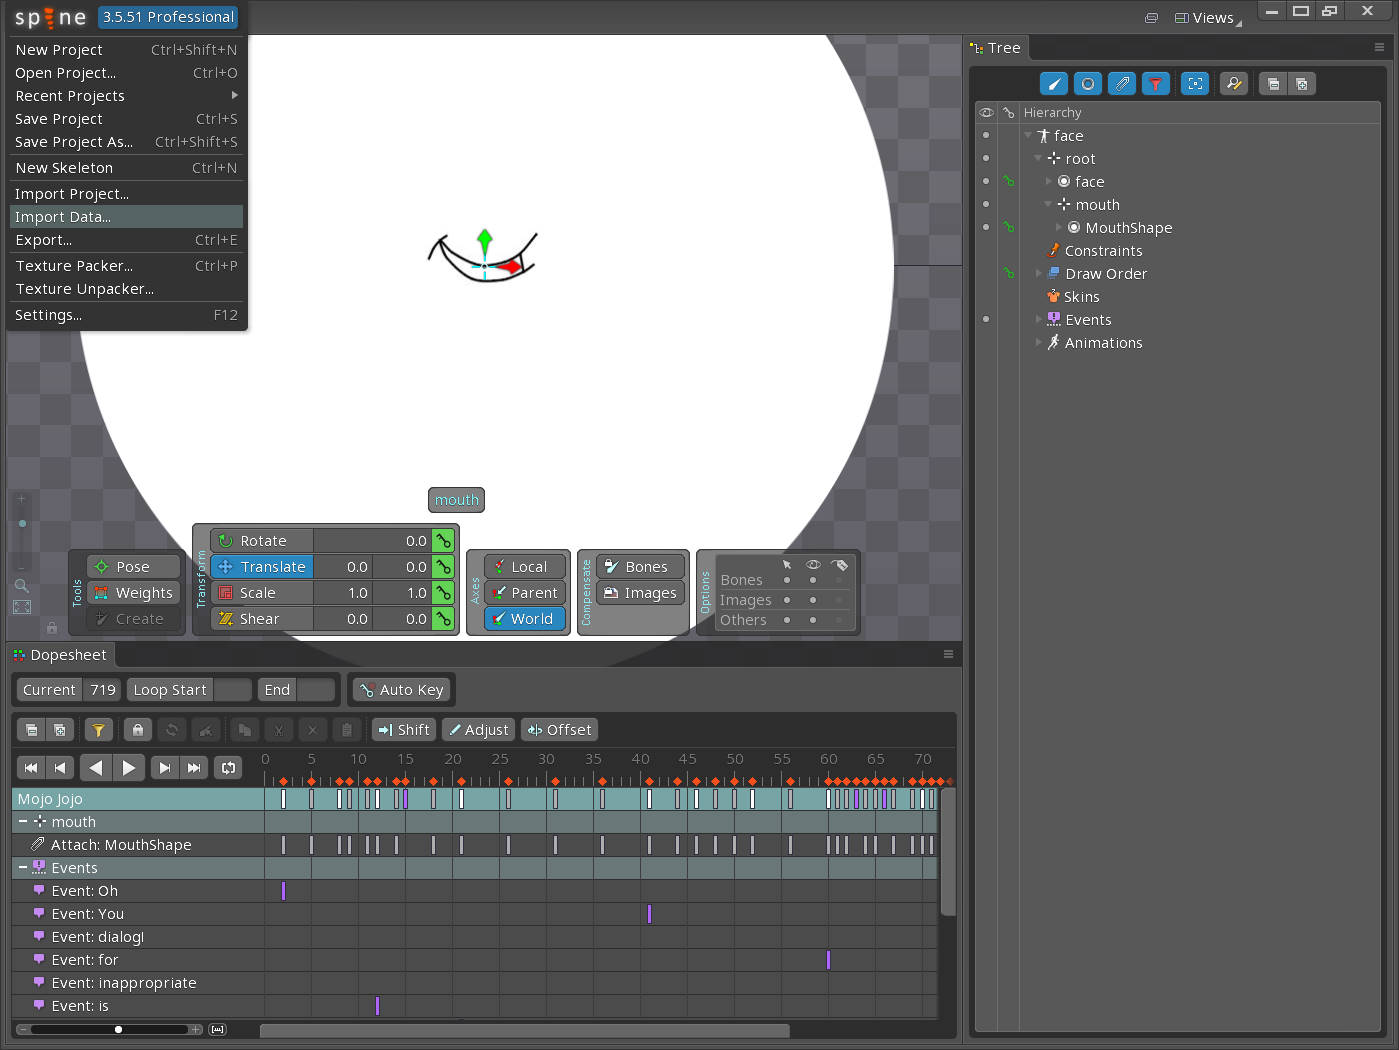 spine 3.5.51 Professional
Views
New Project Ctrl+Shift+N
Open Project... Ctrl+O
Recent Projects
Save Project Ctrl+S
Save Project As... Ctrl+Shift+S
New Skeleton Ctrl+N
Import Project...
Import Data...
Export... Ctrl+E
Texture Packer... Ctrl+P
Texture Unpacker...
Settings... F12
mouth
Tools
Pose
Weights
Create
Transform
Rotate 0.0
Translate 0.0 0.0
Scale 1.0 1.0
Shear 0.0 0.0
Axes
Local
Parent
World
Compensate
Bones
Images
Options
Bones
Images
Others
Tree
Hierarchy
face
root
face
mouth
MouthShape
Constraints
Draw Order
Skins
Events
Animations
Dopesheet
Current 719 Loop Start End Auto Key
Shift Adjust Offset
0 5 10 15 20 25 30 35 40 45 50 55 60 65 70
Mojo Jojo
mouth
Attach: MouthShape
Events
Event: Oh
Event: You
Event: dialog!
Event: for
Event: inappropriate
Event: is